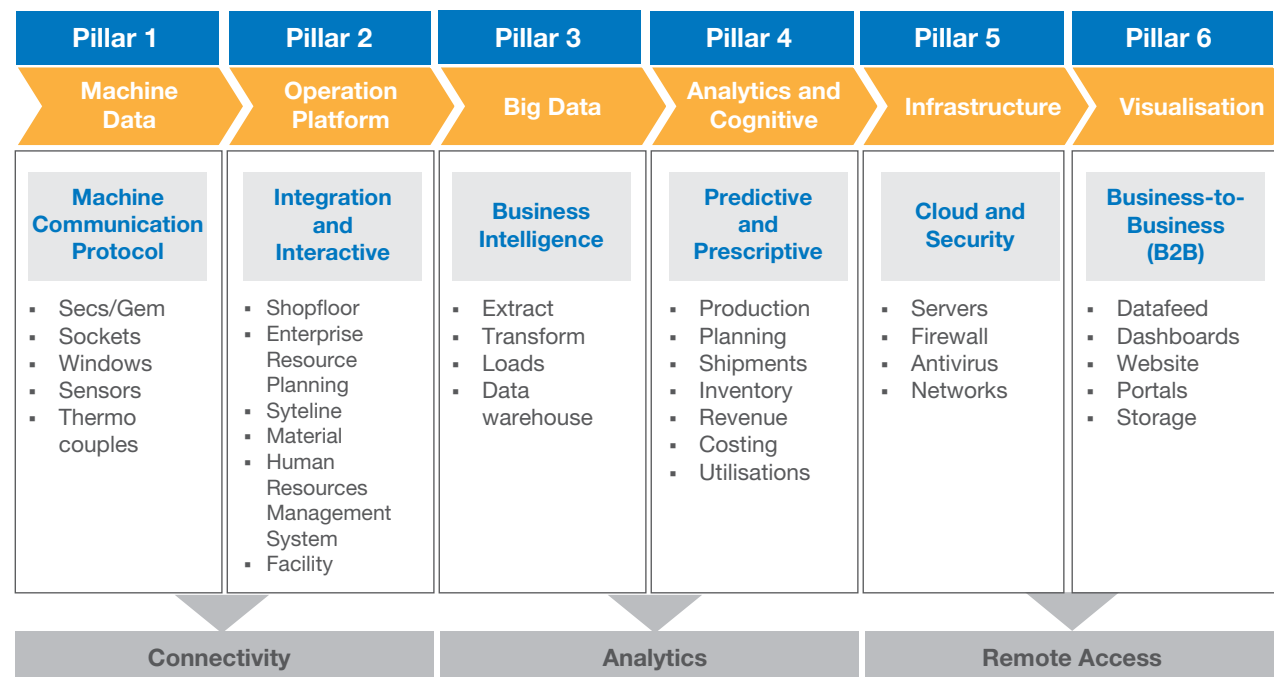 Pillar 1
Pillar 2
Pillar 3
Pillar 4
Pillar 5
Pillar 6
Machine
Data
Operation
Platform
Big Data
Analytics and
Cognitive
Infrastructure
Visualisation
Machine
Communication
Protocol
▪ Secs/Gem
▪ Sockets
▪ Windows
▪ Sensors
▪ Thermo
couples
Integration
and
Interactive
▪ Shopfloor
▪ Enterprise
Resource
Planning
▪ Syteline
▪ Material
▪ Human
Resources
Management
System
▪ Facility
Business
Intelligence
▪ Extract
▪ Transform
▪ Loads
▪ Data
warehouse
Predictive
and
Prescriptive
▪ Production
▪ Planning
▪ Shipments
▪ Inventory
▪ Revenue
▪ Costing
▪ Utilisations
Cloud and
Security
▪ Servers
▪ Firewall
▪ Antivirus
▪ Networks
Business-to-
Business
(B2B)
▪ Datafeed
▪ Dashboards
▪ Website
▪ Portals
▪ Storage
Connectivity
Analytics
Remote Access